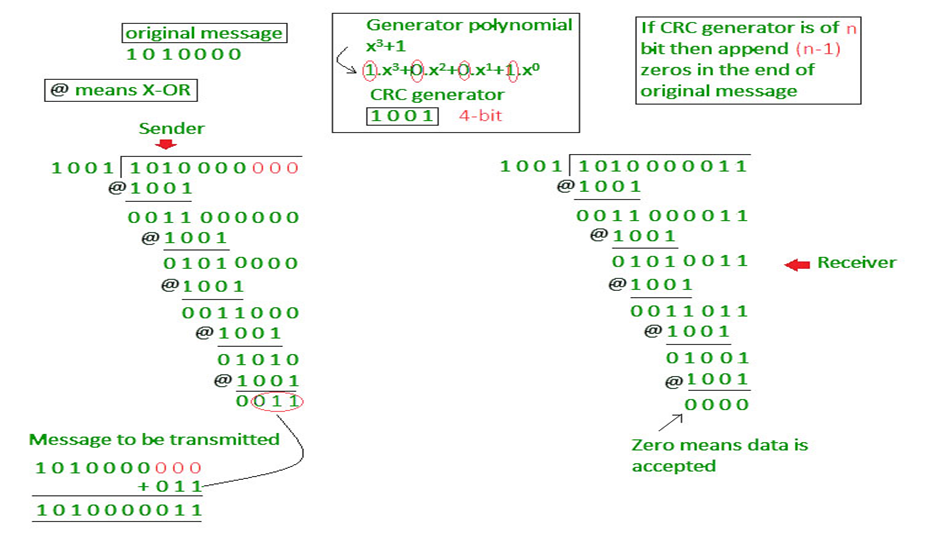 original message
1010000
@ means X-OR
Generator polynomial
x³+1
1.x³+0.x²+0.x¹+1.x⁰
CRC generator
1001 4-bit
If CRC generator is of n
bit then append (n-1)
zeros in the end of
original message
Sender
1001 1010000000
@1001
0011000000
@1001
01010000
@1001
0011000
@1001
01010
@1001
0011
Message to be transmitted
1010000000
+011
1010000011
1001 1010000011
@1001
0011000011
@1001
01010011
Receiver
@1001
0011011
@1001
01001
@1001
0000
Zero means data is
accepted